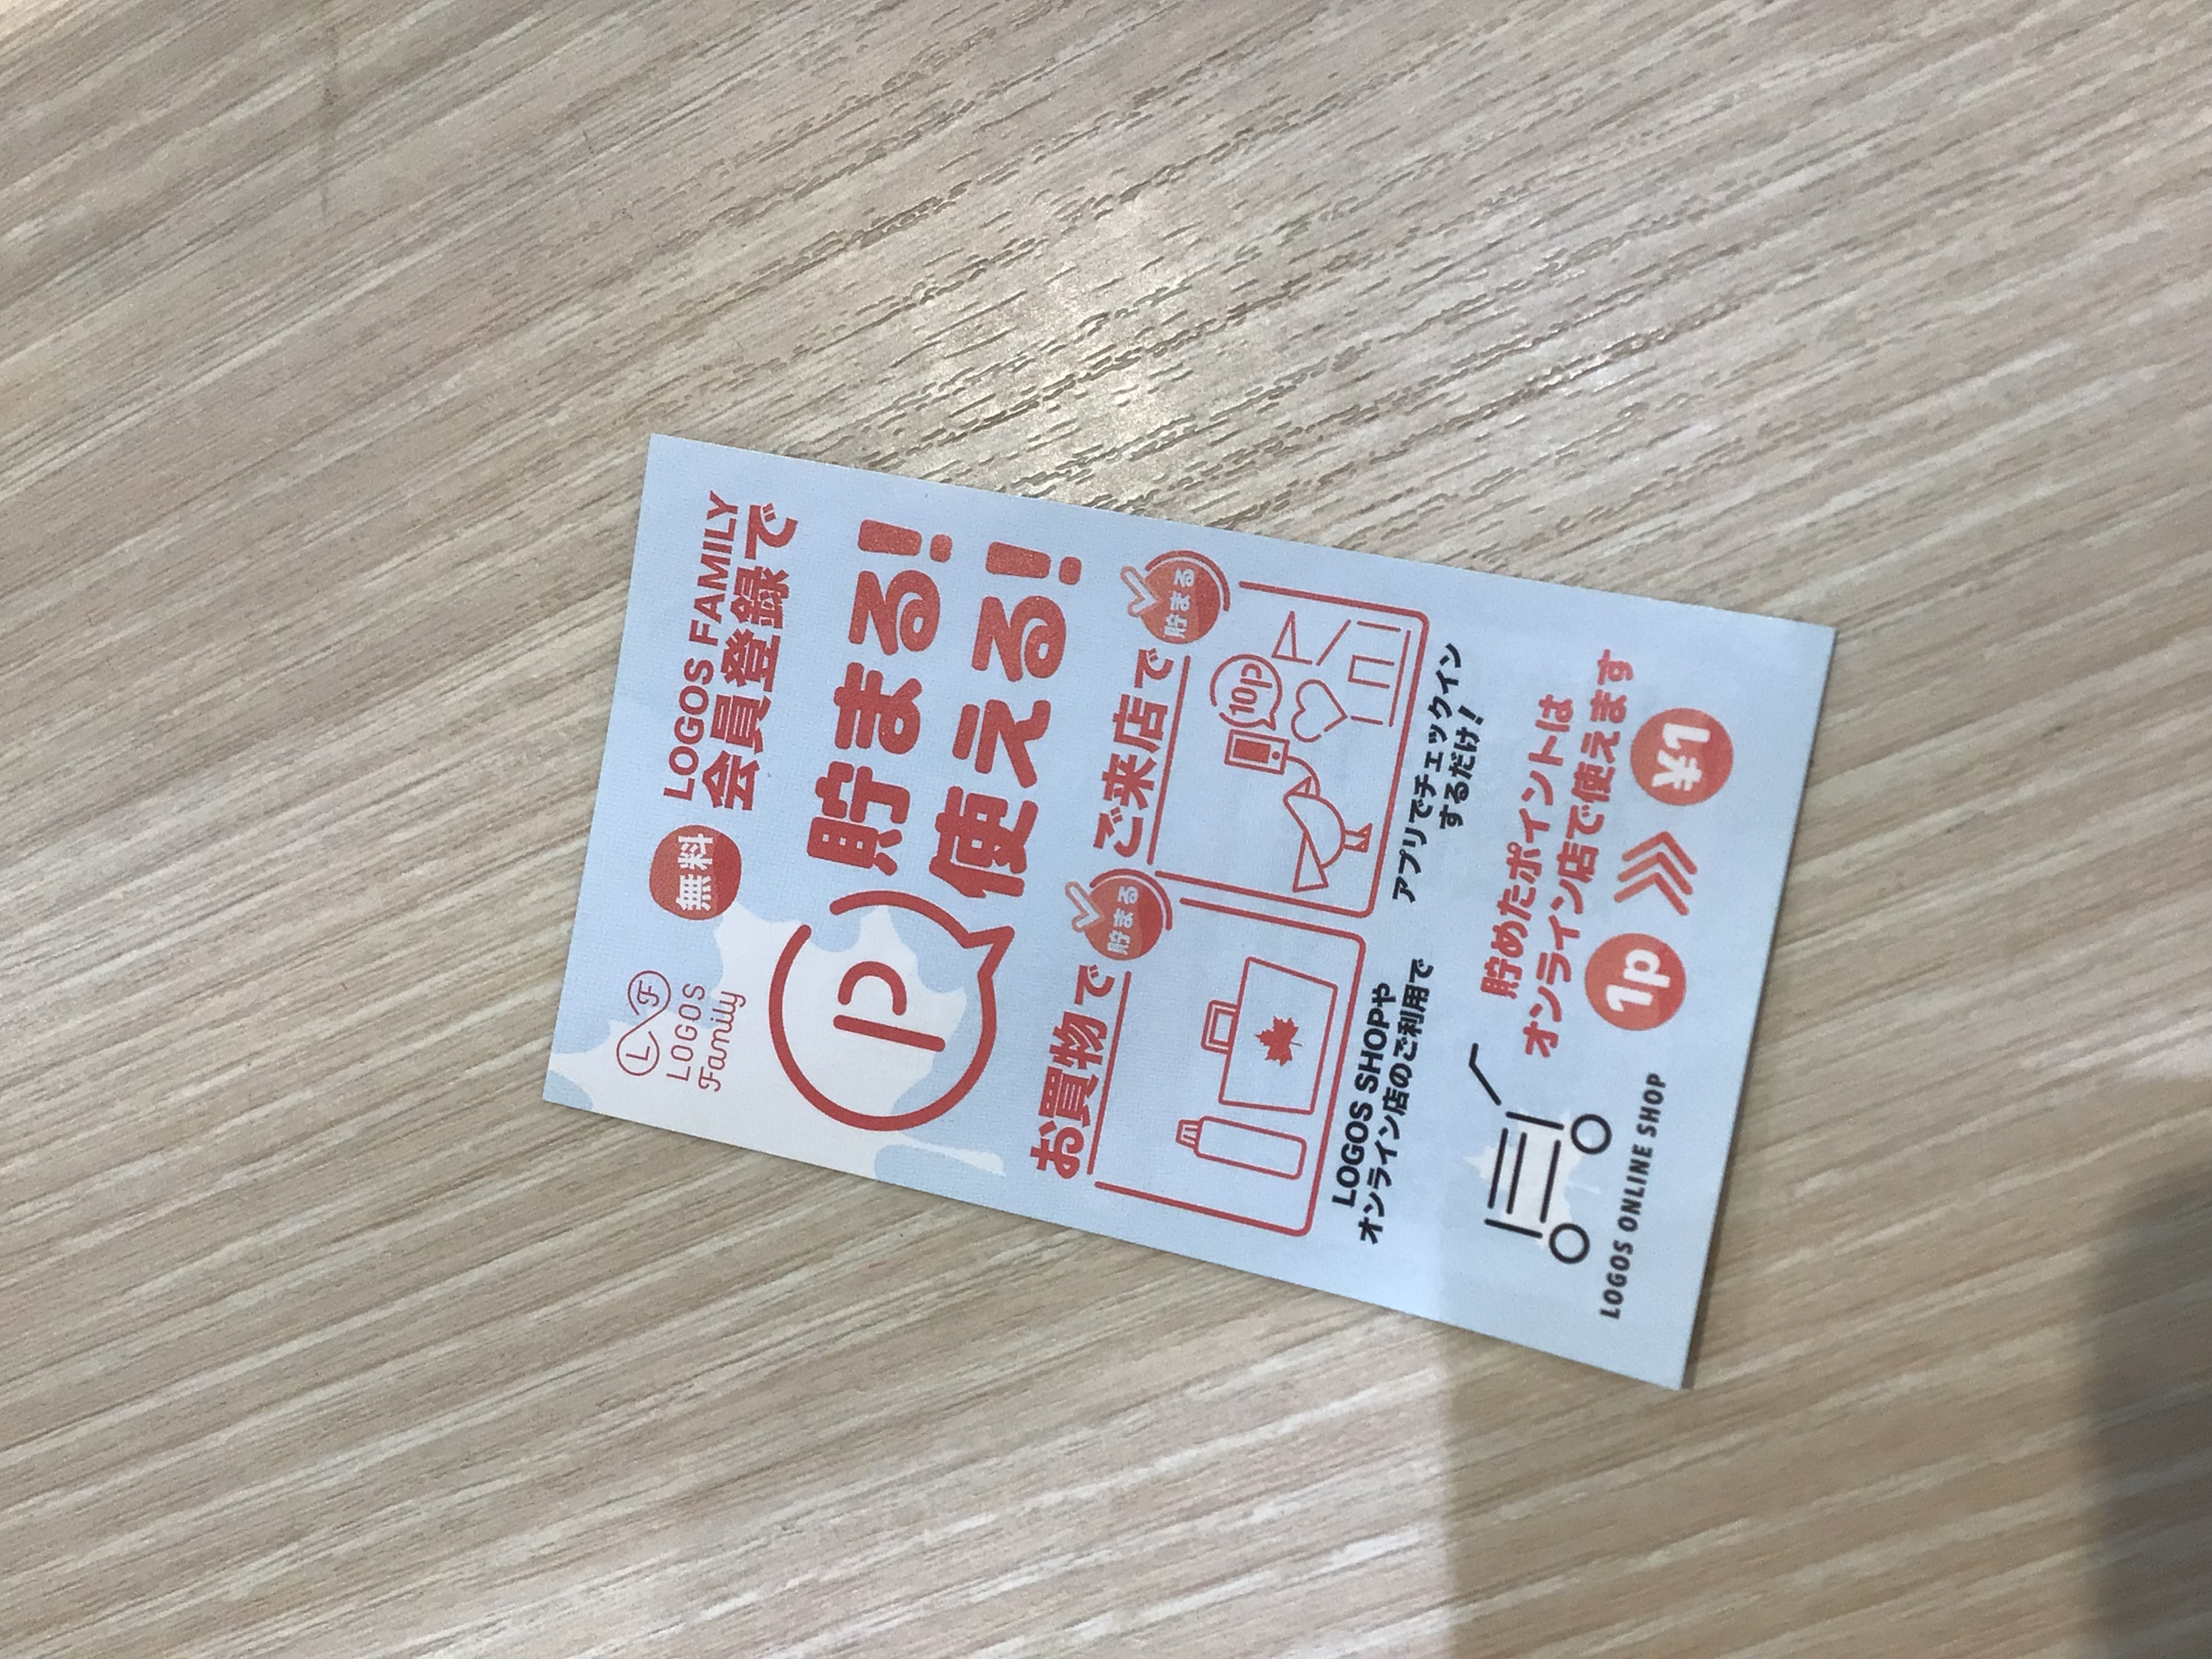 L F
LOGOS
Family
無料
LOGOS FAMILY
会員登録で
p
貯まる!
使える!
お買物で
貯まる
LOGOS SHOPや
オンライン店のご利用で
ご来店で
貯まる
10p
アプリでチェックイン
するだけ!
LOGOS ONLINE SHOP
貯めたポイントは
オンライン店で使えます
1p
¥1